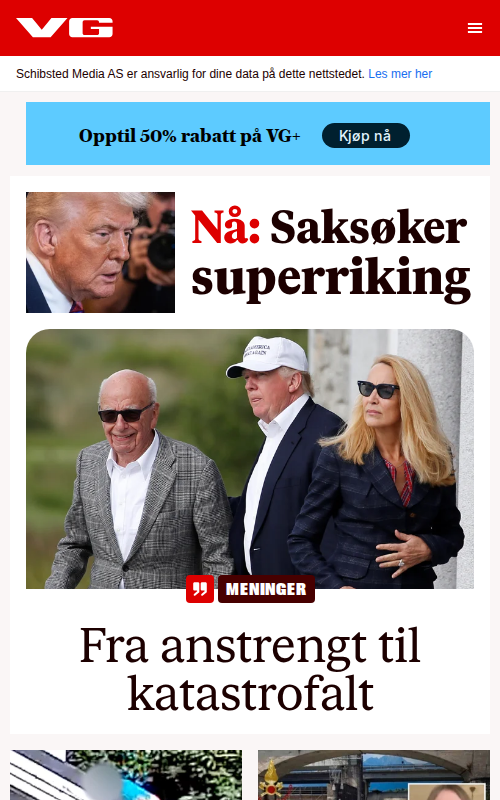 VG
Schibsted Media AS er ansvarlig for dine data på dette nettstedet. Les mer her
Opptil 50% rabatt på VG+
Kjøp nå
Nå: Saksøker
superriking
MENINGER
Fra anstrengt til
katastrofalt